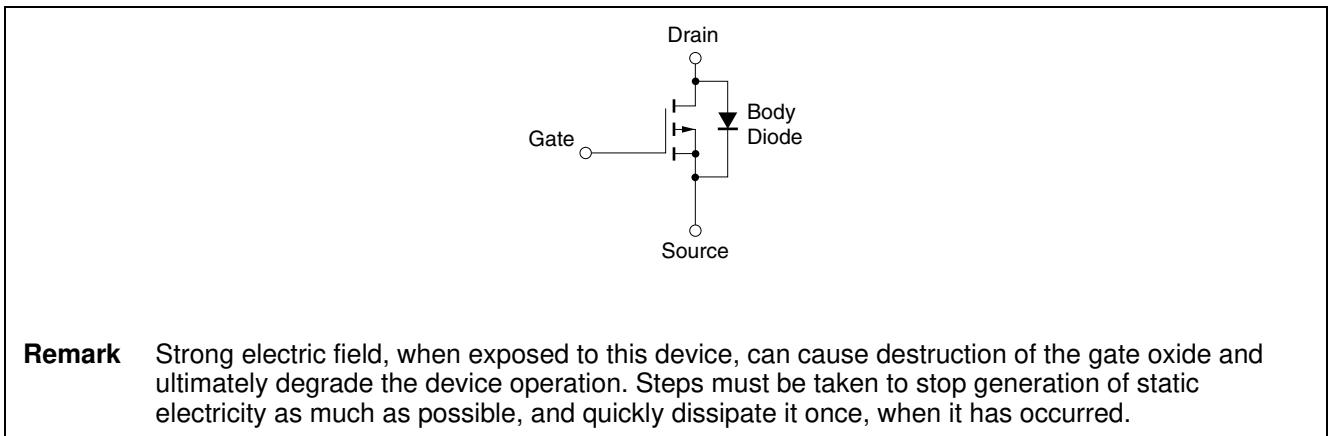 Drain
Body
Diode
Gate
Source
Remark Strong electric field, when exposed to this device, can cause destruction of the gate oxide and
ultimately degrade the device operation. Steps must be taken to stop generation of static
electricity as much as possible, and quickly dissipate it once, when it has occurred.